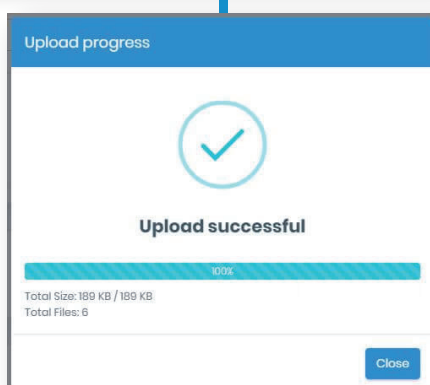 Upload progress
Upload successful
100%
Total Size: 189 KB / 189 KB
Total Files: 6
Close